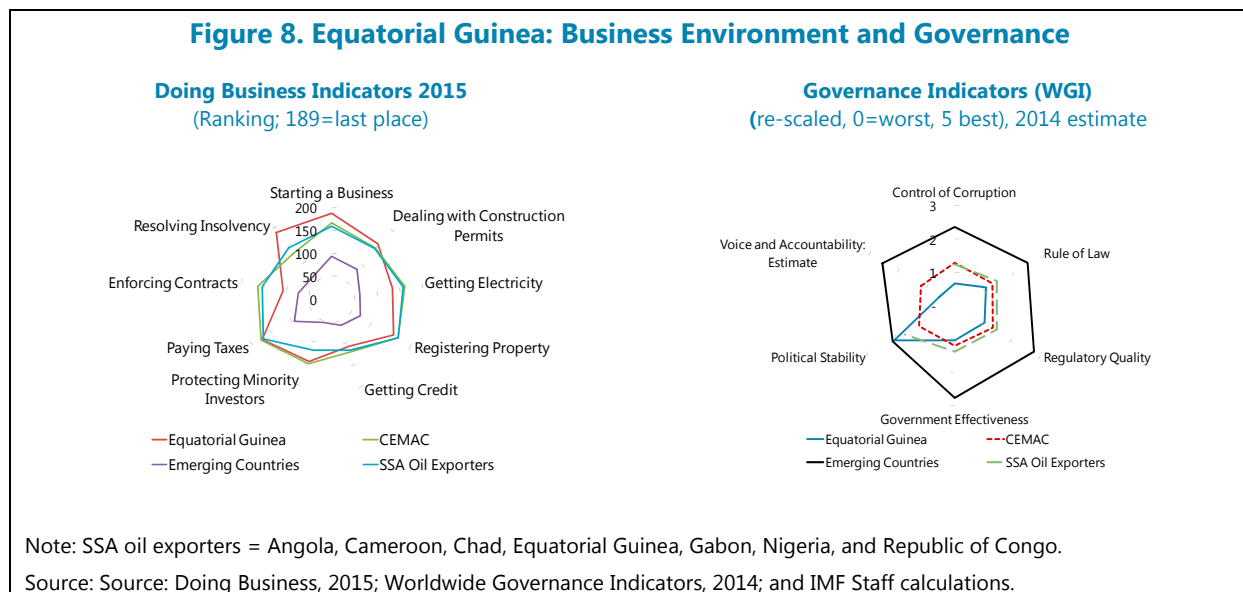 Figure 8. Equatorial Guinea: Business Environment and Governance
Doing Business Indicators 2015
(Ranking; 189=last place)
Starting a Business
200
150
100
50
0
Dealing with Construction
Permits
Getting Electricity
Registering Property
Getting Credit
Protecting Minority
Investors
Paying Taxes
Enforcing Contracts
Resolving Insolvency
Equatorial Guinea
CEMAC
Emerging Countries
SSA Oil Exporters
Governance Indicators (WGI)
(re-scaled, 0=worst, 5 best), 2014 estimate
Control of Corruption
3
2
1
-
Rule of Law
Regulatory Quality
Government Effectiveness
Political Stability
Voice and Accountability:
Estimate
Equatorial Guinea
CEMAC
Emerging Countries
SSA Oil Exporters
Note: SSA oil exporters = Angola, Cameroon, Chad, Equatorial Guinea, Gabon, Nigeria, and Republic of Congo.
Source: Source: Doing Business, 2015; Worldwide Governance Indicators, 2014; and IMF Staff calculations.